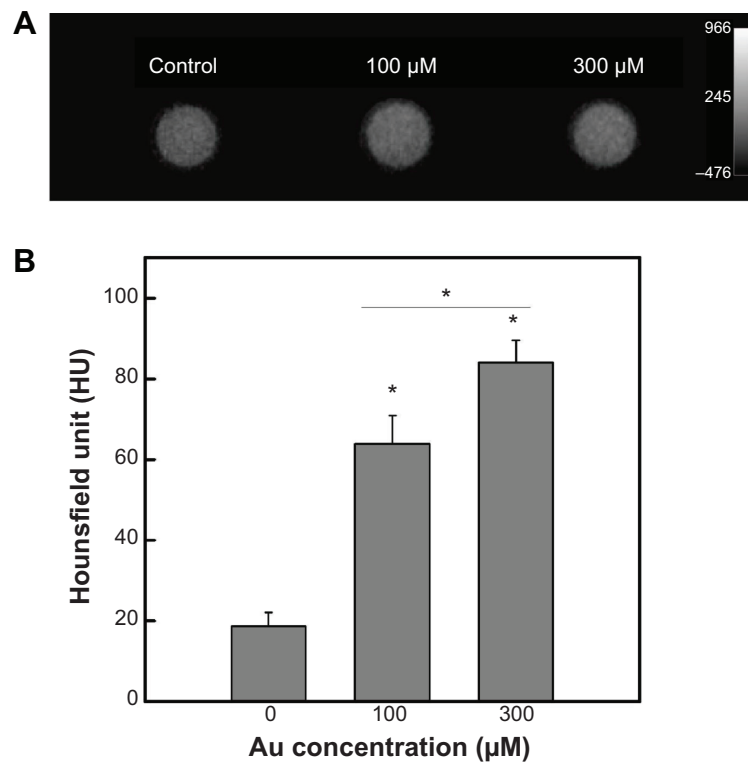 A
Control 100 µM 300 µM
966
245
–476
B
100
80
60
40
20
0
Hounsfield unit (HU)
*
*
*
0 100 300
Au concentration (µM)